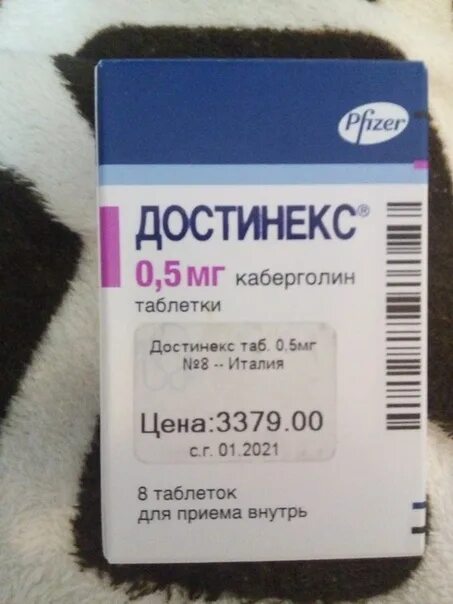 Pfizer
ДОСТИНЕКС®
0,5 мг каберголин
таблетки
Достинекс таб. 0,5мг
№8 -- Италия
Цена:3379.00
с.г. 01.2021
8 таблеток
для приема внутрь